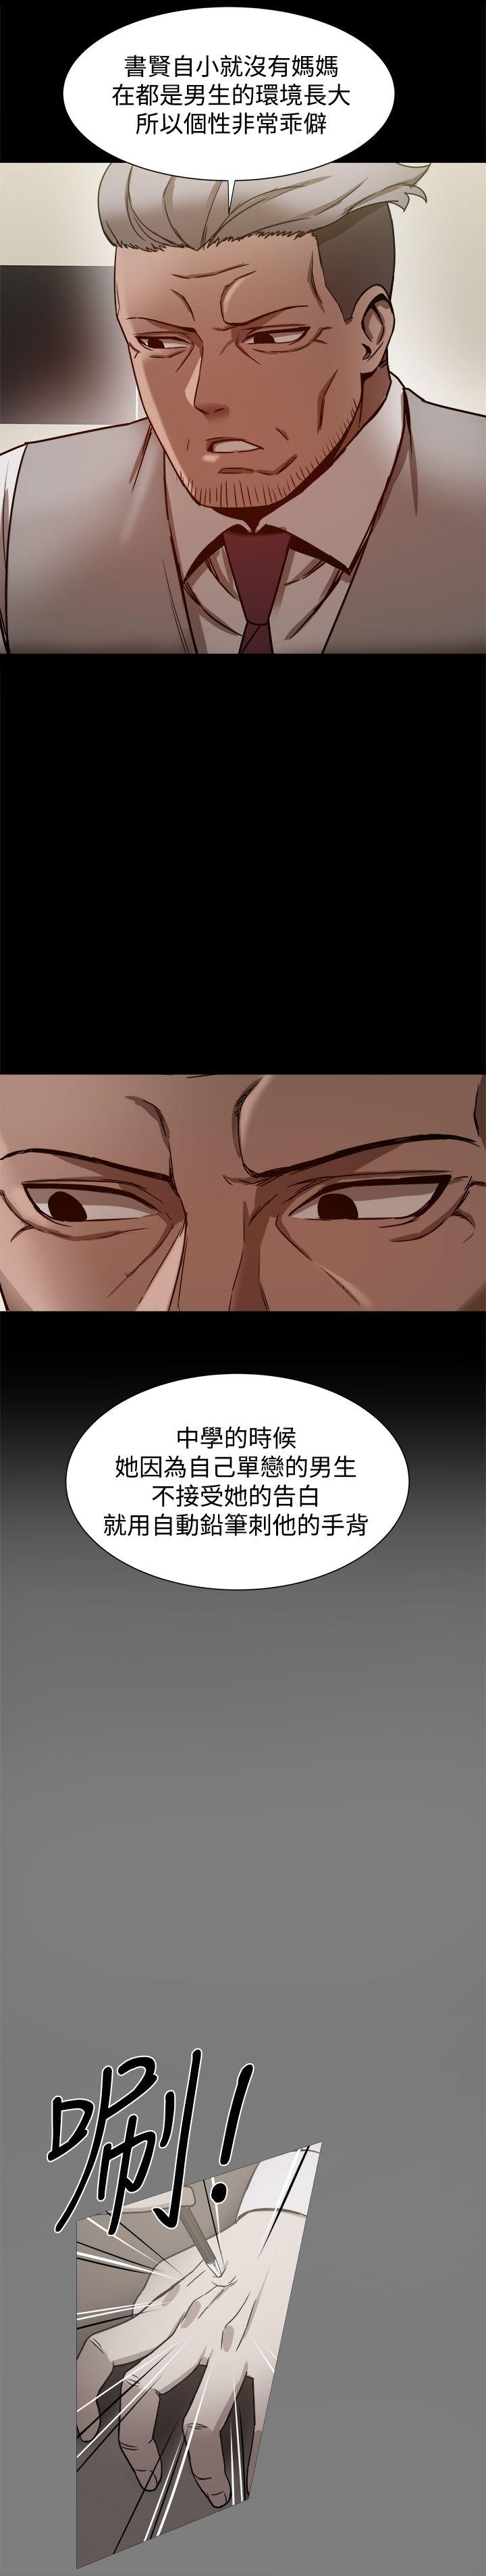 書賢自小就沒有媽媽
在都是男生的環境長大
所以個性非常乖僻
中學的時候
她因為自己單戀的男生
不接受她的告白
就用自動鉛筆刺他的手背
唰!